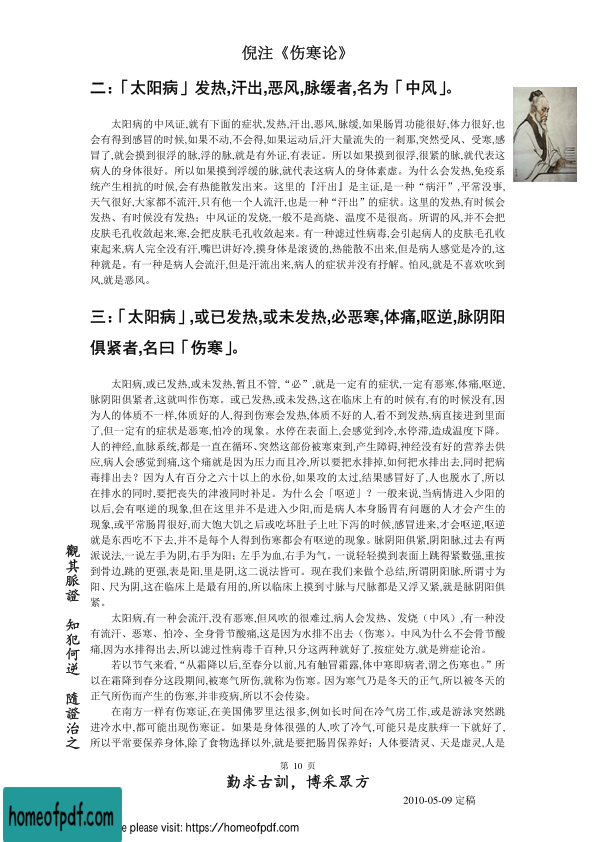 倪注《伤寒论》
二：「太阳病」发热,汗出,恶风,脉缓者,名为「中风」。
太阳病的中风证,就有下面的症状,发热,汗出,恶风,脉缓,如果肠胃功能很好,体力很好,也
会有得到感冒的时候,如果不动,不会得,如果运动后,汗大量流失的一剎那,突然受风、受寒,感
冒了,就会摸到很浮的脉,浮的脉,就是有外证,有表证。所以如果摸到很浮,很紧的脉,就代表这
病人的身体很好。所以如果摸到浮缓的脉,就代表这病人的身体素虚。为什么会发热,免疫系
统产生相抗的时候,会有热能散发出来。这里的『汗出』是主证,是一种“病汗”,平常没事,
天气很好,大家都不流汗,只有他一个人流汗,也是一种“汗出”的症状。这里的发热,有时候会
发热、有时候没有发热；中风证的发烧,一般不是高烧、温度不是很高。所谓的风,并不会把
皮肤毛孔收敛起来,寒,会把皮肤毛孔收敛起来。有一种滤过性病毒,会引起病人的皮肤毛孔收
束起来,病人完全没有汗,嘴巴讲好冷,摸身体是滚烫的,热能散不出来,但是病人感觉是冷的,这
种就是。有一种是病人会流汗,但是汗流出来,病人的症状并没有抒解。怕风,就是不喜欢吹到
风,就是恶风。
三：「太阳病」,或已发热,或未发热,必恶寒,体痛,呕逆,脉阴阳
俱紧者,名曰「伤寒」。
太阳病,或已发热,或未发热,暂且不管,“必”,就是一定有的症状,一定有恶寒,体痛,呕逆,
脉阴阳俱紧者,这就叫作伤寒。或已发热,或未发热,这在临床上有的时候有,有的时候没有,因
为人的体质不一样,体质好的人,得到伤寒会发热,体质不好的人,看不到发热,病直接进到里面
了,但一定有的症状是恶寒,怕冷的现象。水停在表面上,会感觉到冷,水停滞,造成温度下降。
人的神经,血脉系统,都是一直在循环、突然这部份被寒束到,产生障碍,神经没有好的营养去供
应,病人会感觉到痛,这个痛就是因为压力而且冷,所以要把水排掉,如何把水排出去,同时把病
毒排出去？因为人有百分之六十以上的水份,如果攻的太过,结果感冒好了,人也脱水了,所以
在排水的同时,要把丧失的津液同时补足。为什么会「呕逆」？一般来说,当病情进入少阳的
以后,会有呕逆的现象,但在这里并不是进入少阳,而是病人本身肠胃有问题的人才会产生的
现象,或平常肠胃很好,而大饱大饥之后或吃坏肚子上吐下泻的时候,感冒进来,才会呕逆,呕逆
就是东西吃不下去,并不是每个人得到伤寒都会有呕逆的现象。脉阴阳俱紧,阴阳脉,过去有两
派说法,一说左手为阴,右手为阳；左手为血,右手为气。一说轻轻摸到表面上跳得紧数强,重按
到骨边,跳的更强,表是阳,里是阴,这二说法皆可。现在我们来做个总结,所谓阴阳脉,所谓寸为
阳、尺为阴,这在临床上是最有用的,所以临床上摸到寸脉与尺脉都是又浮又紧,就是脉阴阳俱
紧。
太阳病,有一种会流汗,没有恶寒,但风吹的很难过,病人会发热、发烧（中风）,有一种没
有流汗、恶寒、怕冷、全身骨节酸痛,这是因为水排不出去（伤寒）。中风为什么不会骨节酸
痛,因为水排得出去,所以滤过性病毒千百种,只分这两种就好了,按症处方,就是辨症论治。
若以节气来看,“从霜降以后,至春分以前,凡有触冒霜露,体中寒即病者,谓之伤寒也。”所
以在霜降到春分这段期间,被寒气所伤,就称为伤寒。因为寒气乃是冬天的正气,所以被冬天的
正气所伤而产生的伤寒,并非疫病,所以不会传染。
在南方一样有伤寒证,在美国佛罗里达很多,例如长时间在冷气房工作,或是游泳突然跳
进冷水中,都可能出现伤寒证。如果是身体很强的人,吹了冷气,可能只是皮肤痒一下就好了,
所以平常要保养身体,除了食物选择以外,就是要把肠胃保养好；人体要清灵、天是虚灵,人是
觀其脈證 知犯何逆 隨證治之
第 10 页
勤求古訓，博采眾方
2010-05-09 定稿
homeofpdf.com
e please visit: https://homeofpdf.com